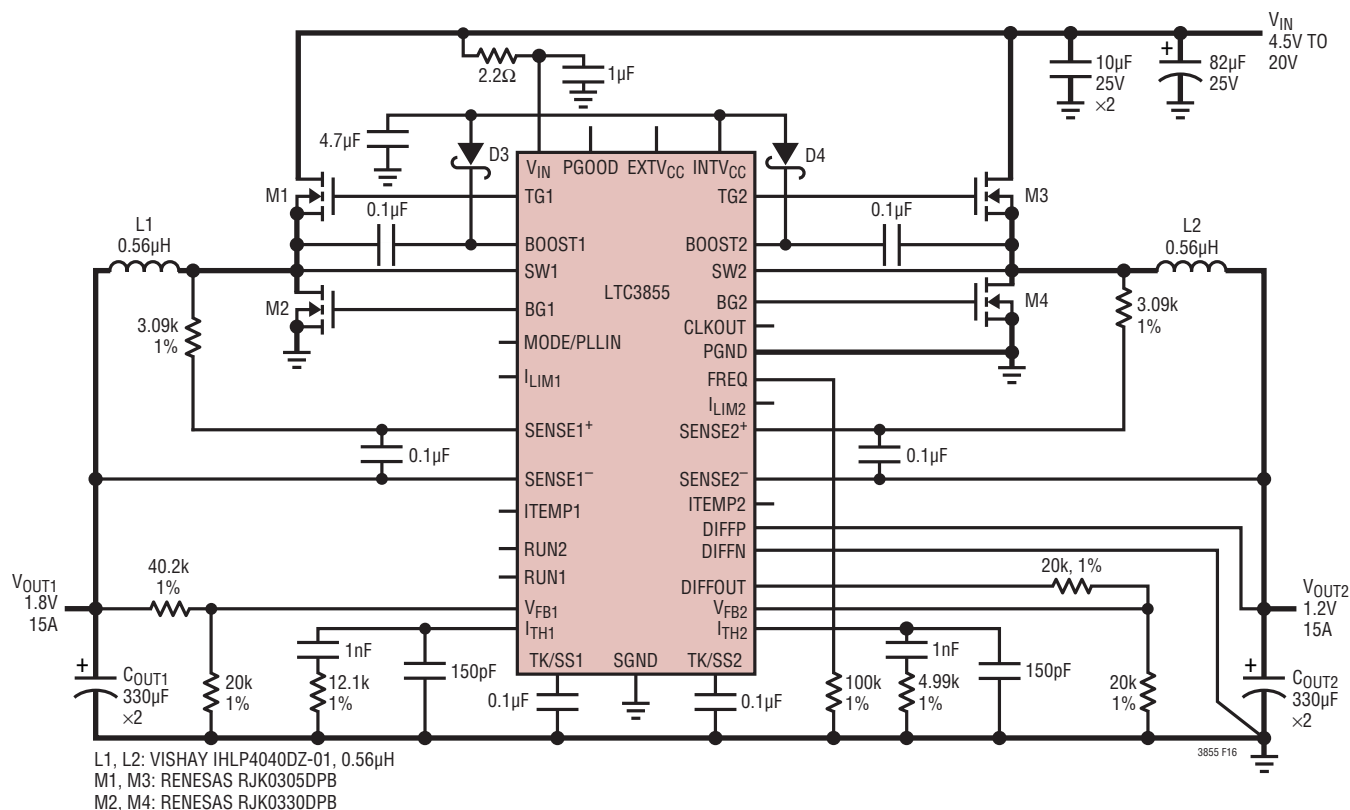 VIN
4.5V TO
20V
2.2Ω
1µF
10µF
25V
×2
+
82µF
25V
4.7µF
D3
D4
VIN
PGOOD
EXTVCC
INTVCC
M1
TG1
TG2
M3
0.1µF
0.1µF
L1
0.56µH
BOOST1
BOOST2
L2
0.56µH
SW1
SW2
LTC3855
M2
BG1
BG2
M4
3.09k
1%
3.09k
1%
CLKOUT
MODE/PLLIN
PGND
ILIM1
FREQ
ILIM2
SENSE1+
SENSE2+
0.1µF
0.1µF
SENSE1–
SENSE2–
ITEMP1
ITEMP2
DIFFP
RUN2
DIFFN
RUN1
DIFFOUT
20k, 1%
VOUT1
1.8V
15A
40.2k
1%
VFB1
VFB2
VOUT2
1.2V
15A
ITH1
ITH2
1nF
150pF
1nF
150pF
TK/SS1
SGND
TK/SS2
+
COUT1
330µF
×2
20k
1%
12.1k
1%
0.1µF
0.1µF
100k
1%
4.99k
1%
20k
1%
+
COUT2
330µF
×2
3855 F16
L1, L2: VISHAY IHLP4040DZ-01, 0.56µH
M1, M3: RENESAS RJK0305DPB
M2, M4: RENESAS RJK0330DPB